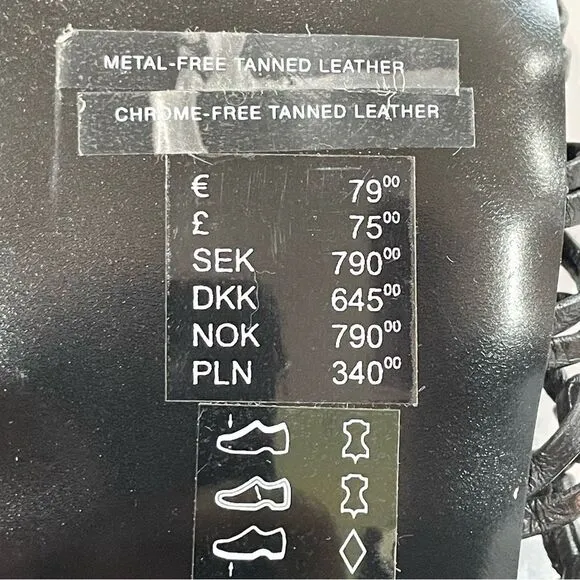 METAL-FREE TANNED LEATHER
CHROME-FREE TANNED LEATHER
€ 79⁰⁰
£ 75⁰⁰
SEK 790⁰⁰
DKK 645⁰⁰
NOK 790⁰⁰
PLN 340⁰⁰